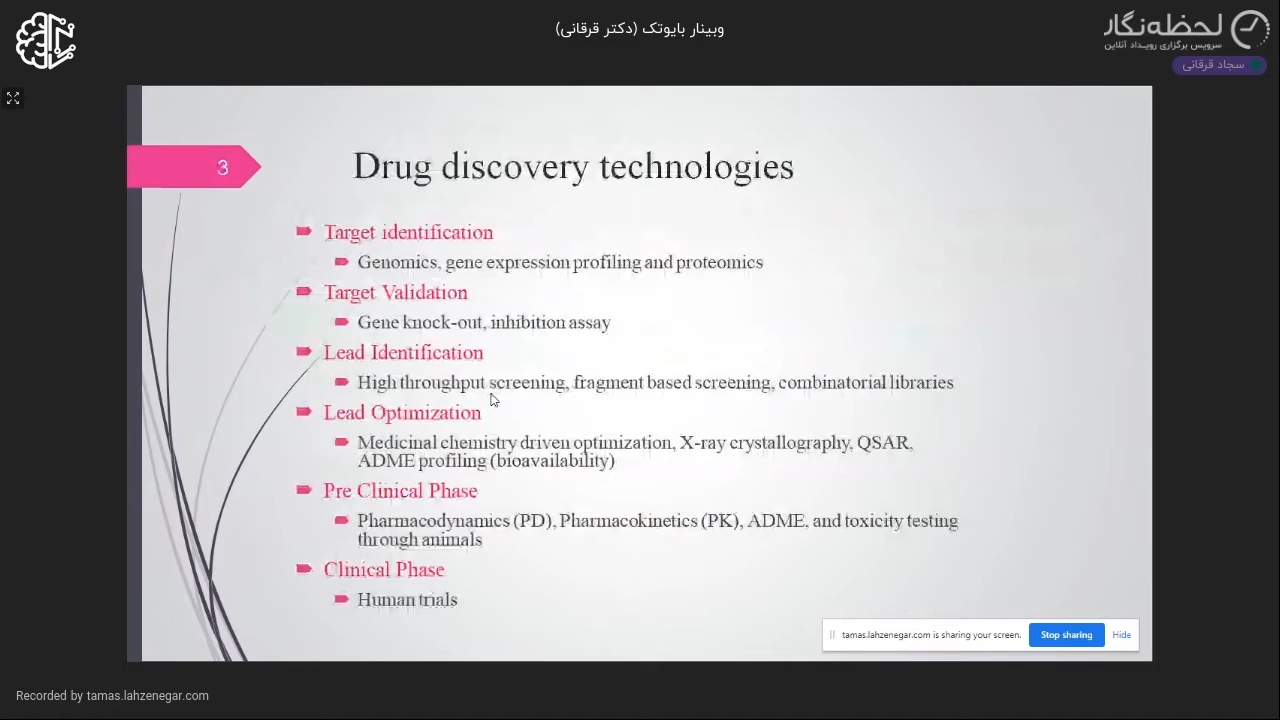 وبینار بایوتک (دکتر قرقانی)
لحظه‌نگار
سرویس برگزاری رویداد آنلاین
سجاد قرقانی
3
Drug discovery technologies
Target identification
Genomics, gene expression profiling and proteomics
Target Validation
Gene knock-out, inhibition assay
Lead Identification
High throughput screening, fragment based screening, combinatorial libraries
Lead Optimization
Medicinal chemistry driven optimization, X-ray crystallography, QSAR,
ADME profiling (bioavailability)
Pre Clinical Phase
Pharmacodynamics (PD), Pharmacokinetics (PK), ADME, and toxicity testing
through animals
Clinical Phase
Human trials
tamas.lahzenegar.com is sharing your screen. Stop sharing Hide
Recorded by tamas.lahzenegar.com